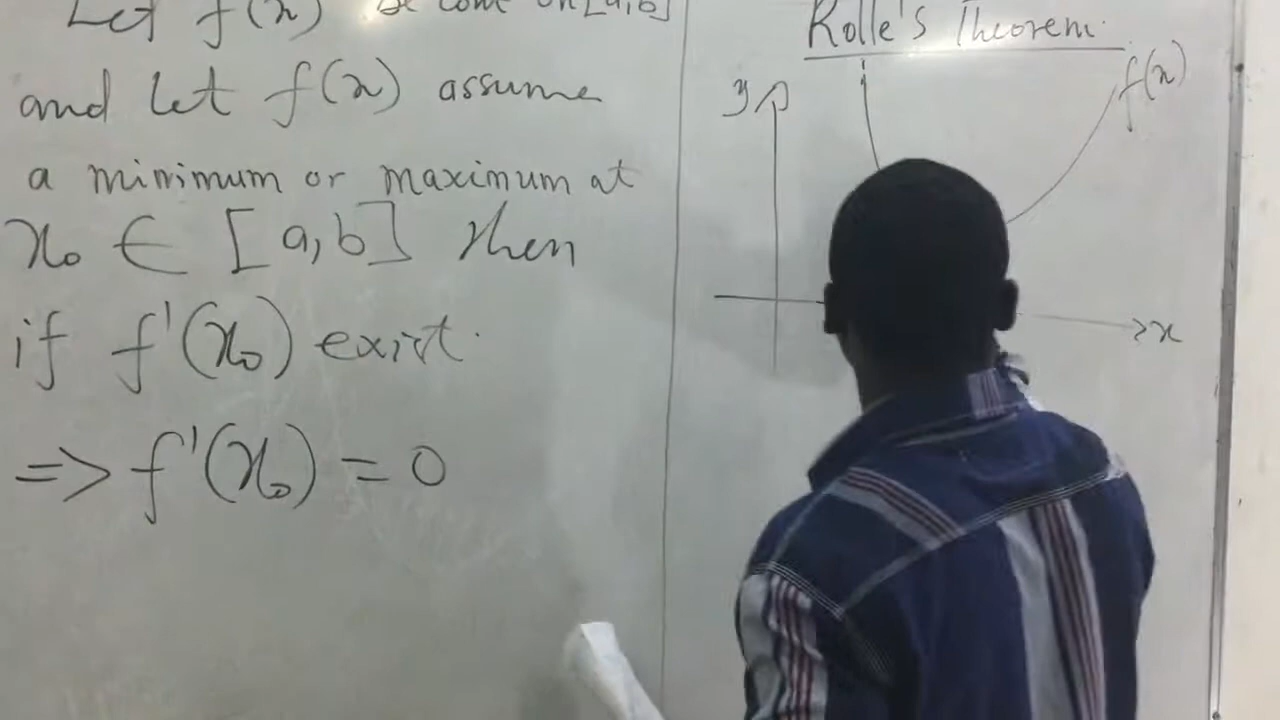 Let f(x) be cont on [a,b]
and let f(x) assume
a minimum or maximum at
x₀ ∈ [a,b] then
if f'(x₀) exist.
=> f'(x₀) = 0
Rolle's Theorem.
y
f(x)
x